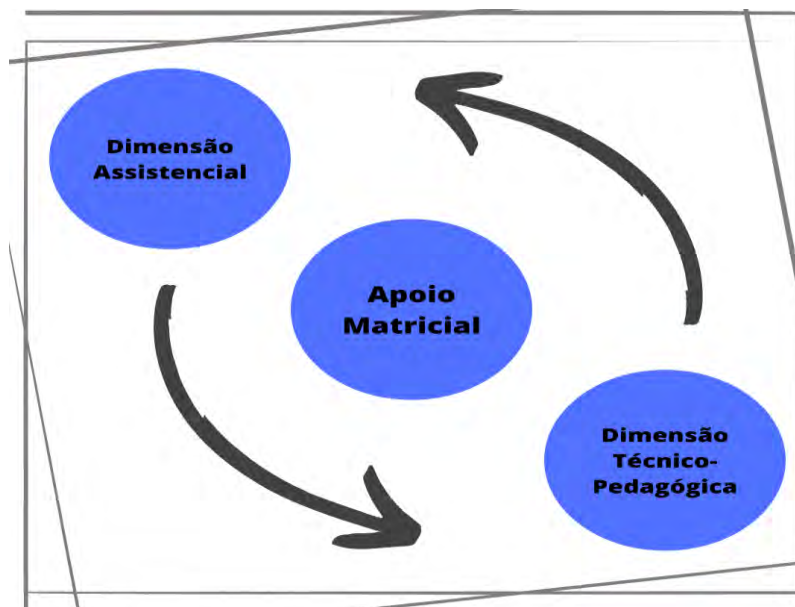 Dimensão
Assistencial
Apoio
Matricial
Dimensão
Técnico-
Pedagógica